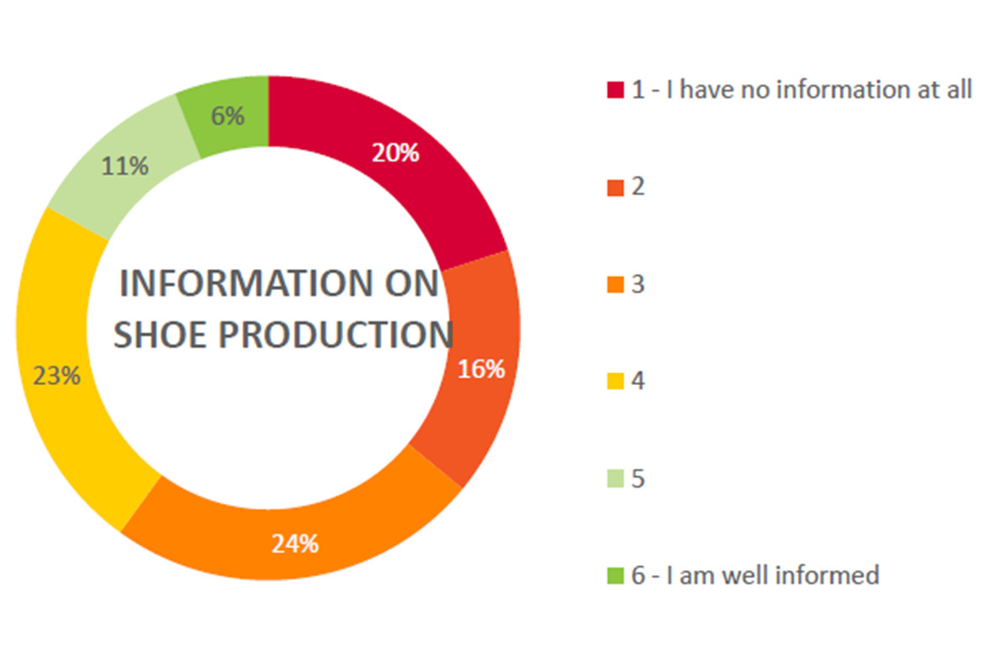 1 - I have no information at all
6%
20%
11%
2
INFORMATION ON
SHOE PRODUCTION
3
16%
23%
4
5
24%
6 - I am well informed